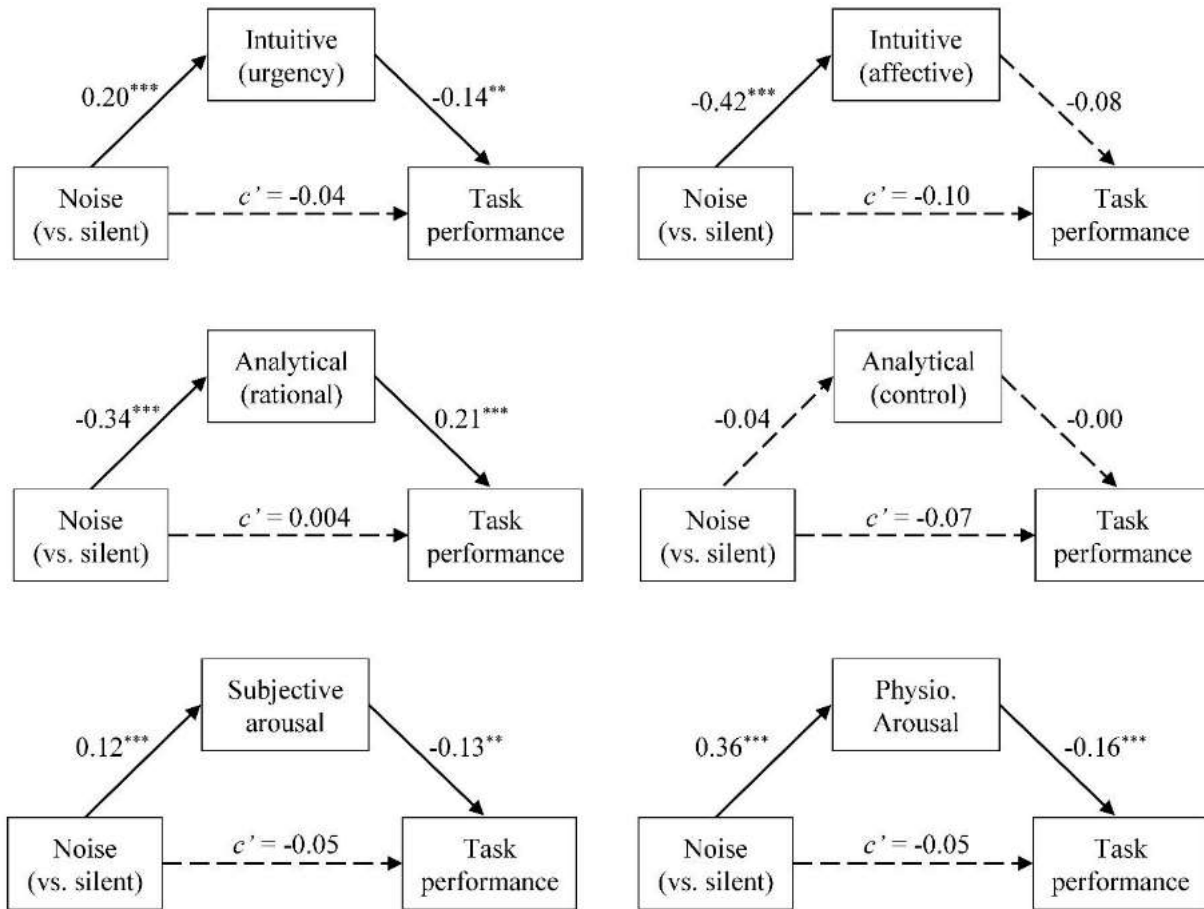 Intuitive
(urgency)
0.20***
-0.14**
Noise
(vs. silent)
c’ = -0.04
Task
performance
Intuitive
(affective)
-0.42***
-0.08
Noise
(vs. silent)
c’ = -0.10
Task
performance
Analytical
(rational)
-0.34***
0.21***
Noise
(vs. silent)
c’ = 0.004
Task
performance
Analytical
(control)
-0.04
-0.00
Noise
(vs. silent)
c’ = -0.07
Task
performance
Subjective
arousal
0.12***
-0.13**
Noise
(vs. silent)
c’ = -0.05
Task
performance
Physio.
Arousal
0.36***
-0.16***
Noise
(vs. silent)
c’ = -0.05
Task
performance